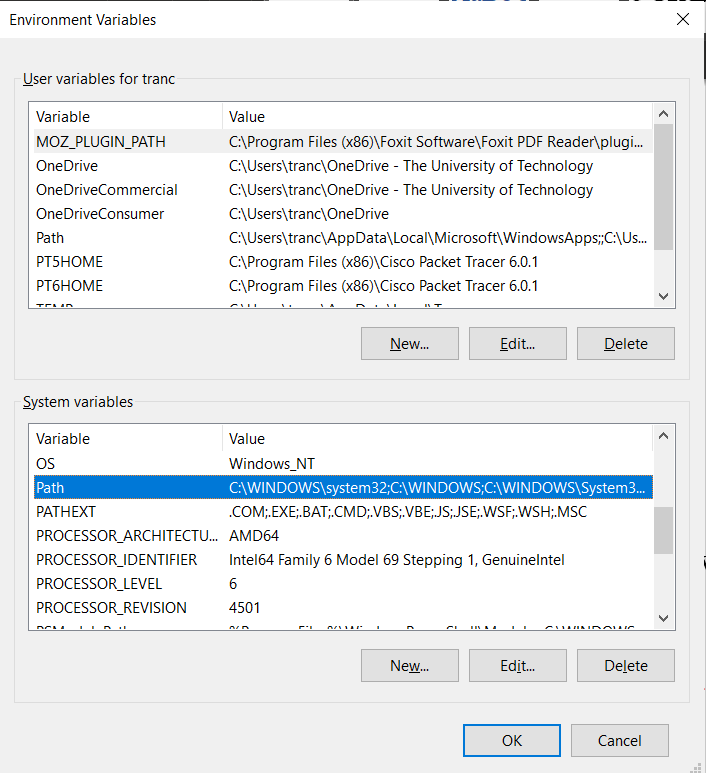 Environment Variables
User variables for tranc
Variable Value
MOZ_PLUGIN_PATH C:\Program Files (x86)\Foxit Software\Foxit PDF Reader\plugi...
OneDrive C:\Users\tranc\OneDrive - The University of Technology
OneDriveCommercial C:\Users\tranc\OneDrive - The University of Technology
OneDriveConsumer C:\Users\tranc\OneDrive
Path C:\Users\tranc\AppData\Local\Microsoft\WindowsApps;;C:\Us...
PT5HOME C:\Program Files (x86)\Cisco Packet Tracer 6.0.1
PT6HOME C:\Program Files (x86)\Cisco Packet Tracer 6.0.1
New... Edit... Delete
System variables
Variable Value
OS Windows_NT
Path C:\WINDOWS\system32;C:\WINDOWS;C:\WINDOWS\System3...
PATHEXT .COM;.EXE;.BAT;.CMD;.VBS;.VBE;.JS;.JSE;.WSF;.WSH;.MSC
PROCESSOR_ARCHITECTU... AMD64
PROCESSOR_IDENTIFIER Intel64 Family 6 Model 69 Stepping 1, GenuineIntel
PROCESSOR_LEVEL 6
PROCESSOR_REVISION 4501
New... Edit... Delete
OK Cancel